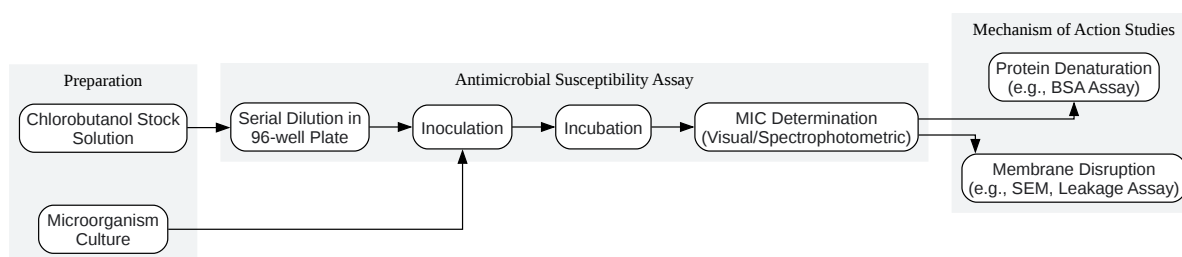 Preparation
Chlorobutanol Stock
Solution
Microorganism
Culture
Antimicrobial Susceptibility Assay
Serial Dilution in
96-well Plate
Inoculation
Incubation
MIC Determination
(Visual/Spectrophotometric)
Mechanism of Action Studies
Protein Denaturation
(e.g., BSA Assay)
Membrane Disruption
(e.g., SEM, Leakage Assay)